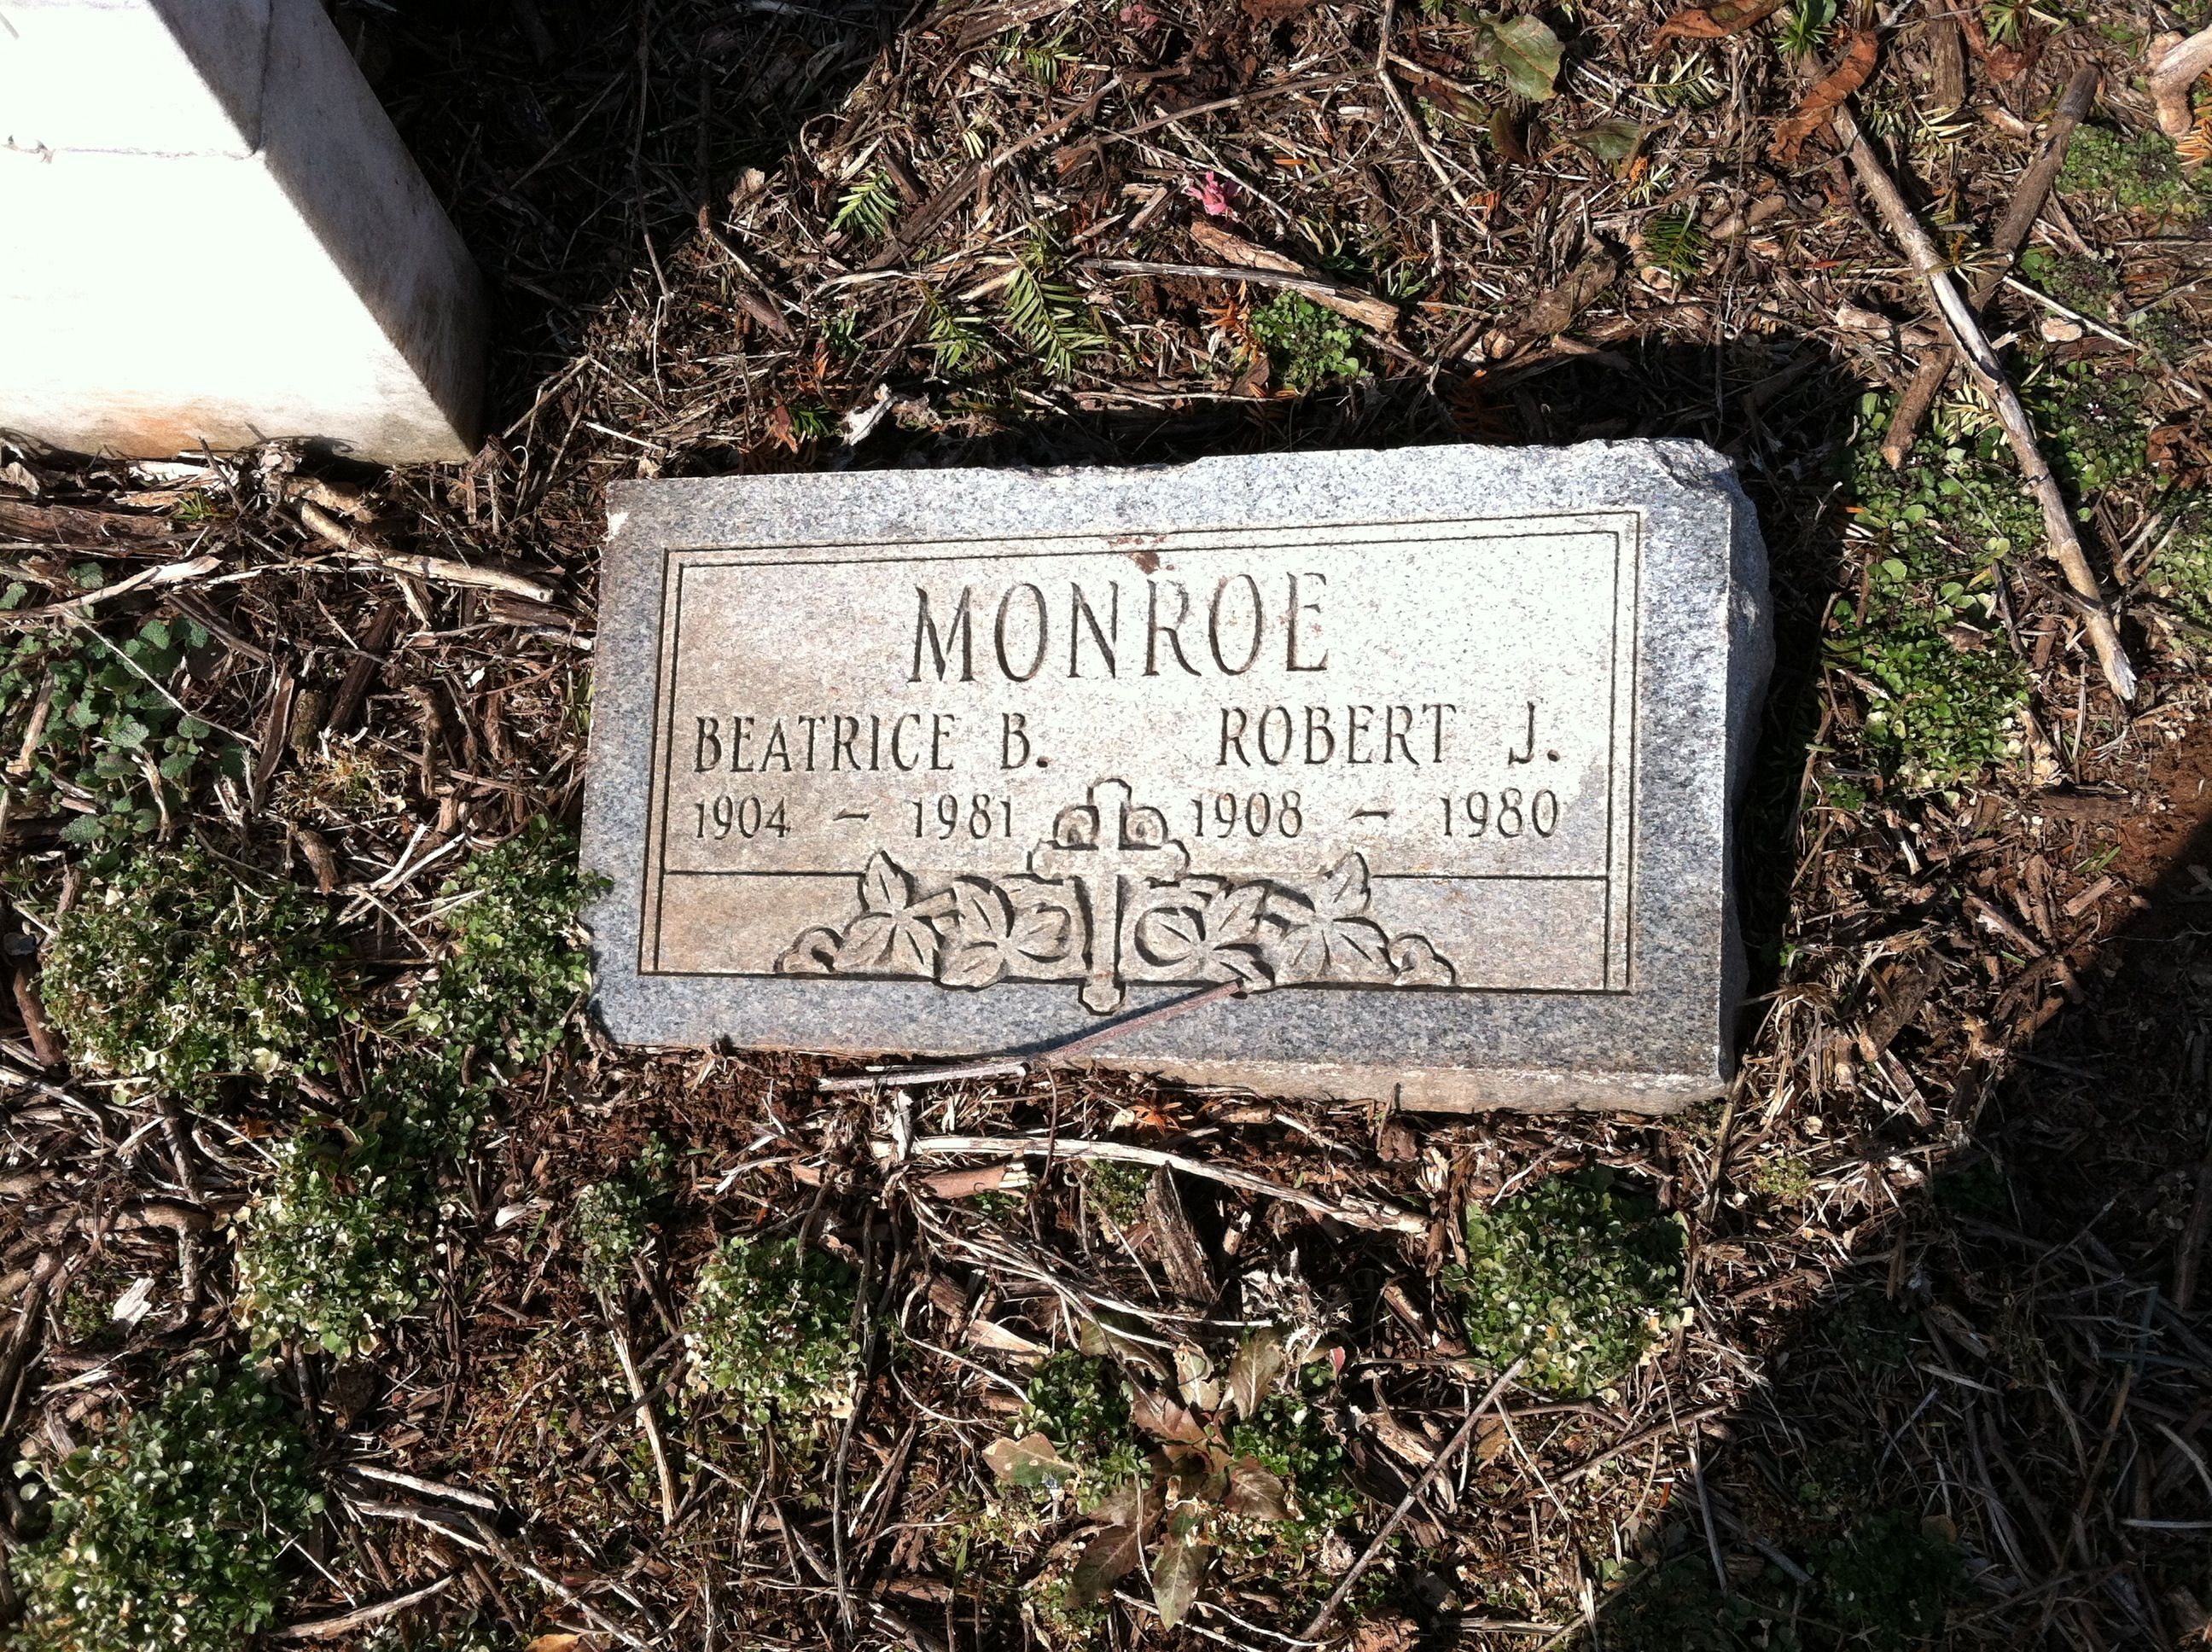 MONROE
BEATRICE B. ROBERT J.
1904 - 1981 1908 - 1980